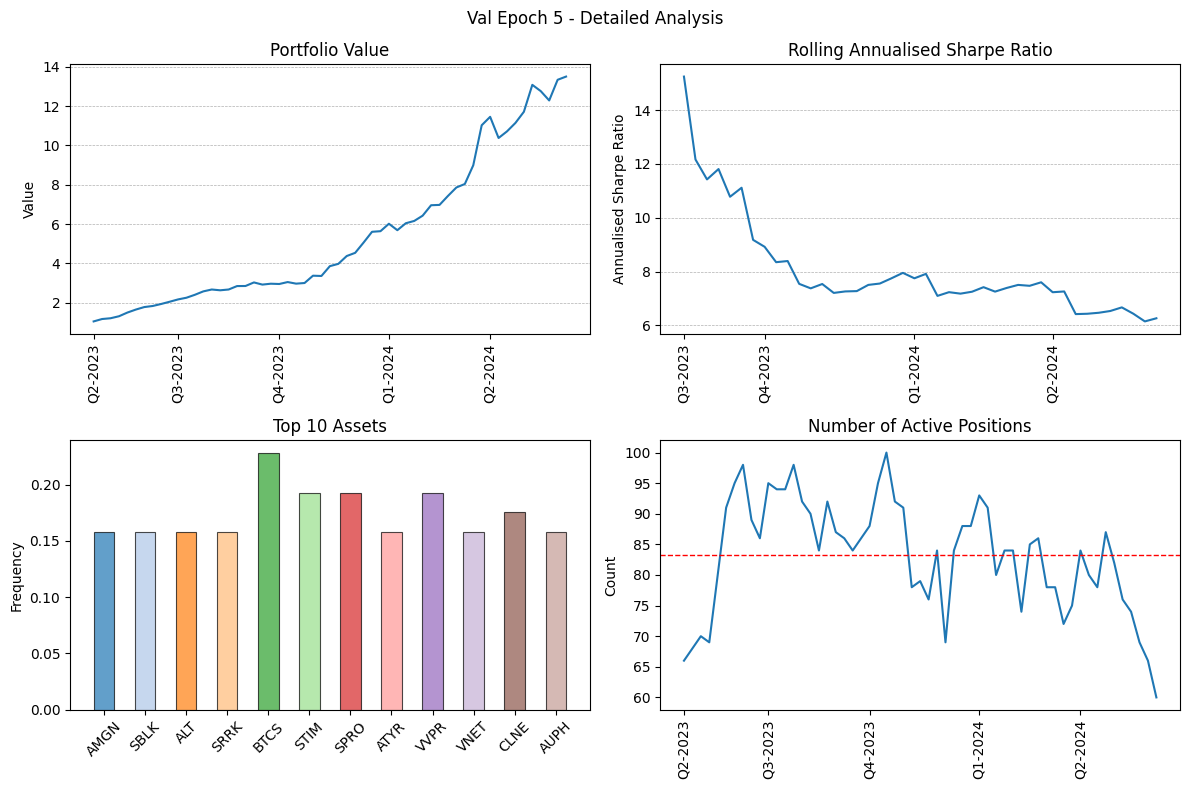 Val Epoch 5 - Detailed Analysis
Portfolio Value
Value
14
12
10
8
6
4
2
Q2-2023
Q3-2023
Q4-2023
Q1-2024
Q2-2024
Rolling Annualised Sharpe Ratio
Annualised Sharpe Ratio
14
12
10
8
6
Q3-2023
Q4-2023
Q1-2024
Q2-2024
Top 10 Assets
Frequency
0.20
0.15
0.10
0.05
0.00
AMGN
SBLK
ALT
SRRK
BTCS
STIM
SPRO
ATYR
VVPR
VNET
CLNE
AUPH
Number of Active Positions
Count
100
95
90
85
80
75
70
65
60
Q2-2023
Q3-2023
Q4-2023
Q1-2024
Q2-2024